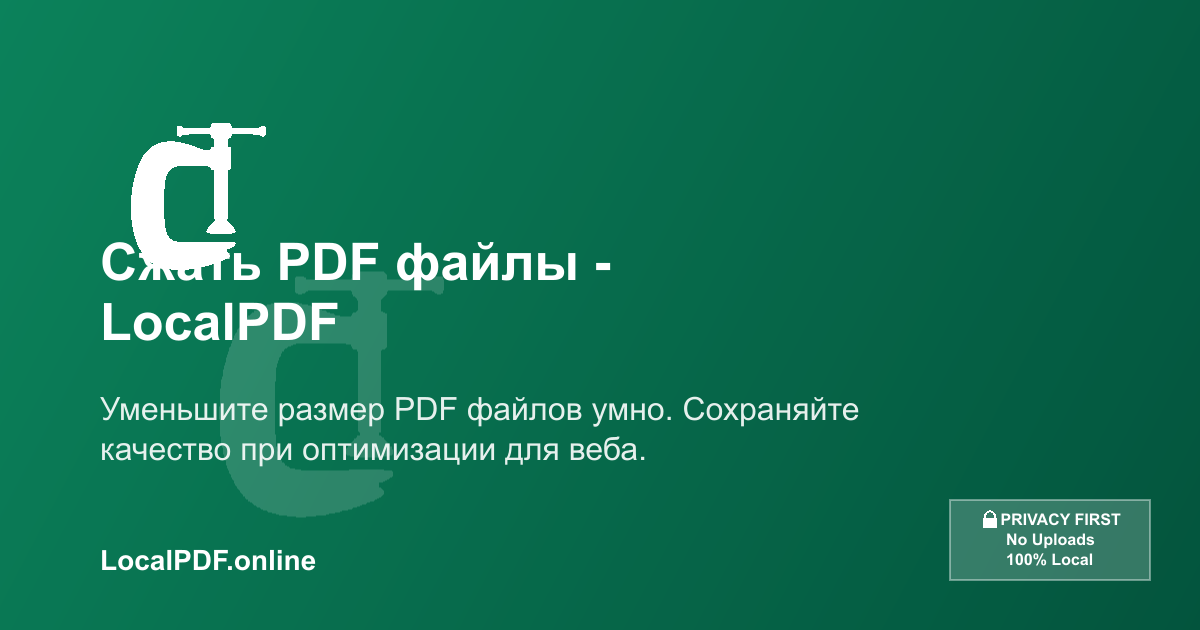 Сжать PDF файлы -
LocalPDF
Уменьшите размер PDF файлов умно. Сохраняйте
качество при оптимизации для веба.
LocalPDF.online
PRIVACY FIRST
No Uploads
100% Local